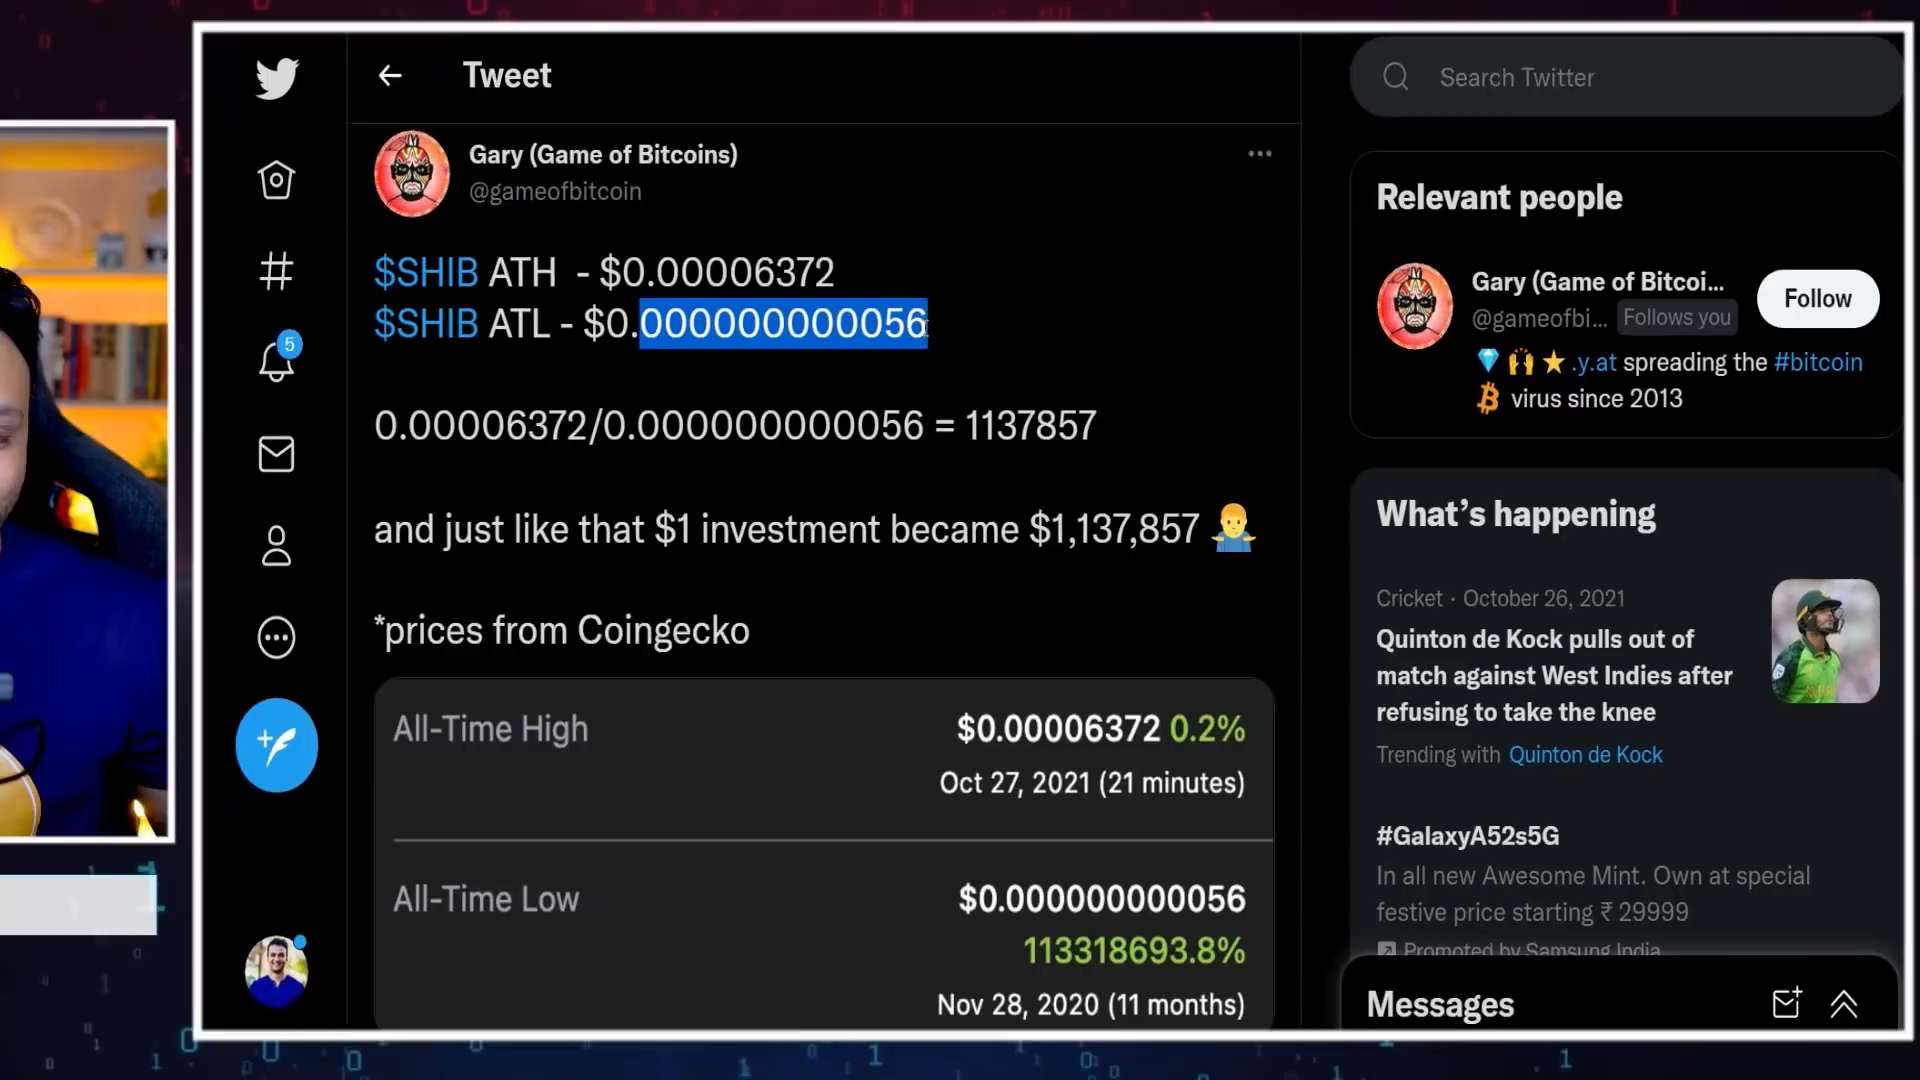 Tweet
Search Twitter
Gary (Game of Bitcoins)
@gameofbitcoin
$SHIB ATH - $0.00006372
$SHIB ATL - $0.000000000056
0.00006372/0.000000000056 = 1137857
and just like that $1 investment became $1,137,857
*prices from Coingecko
All-Time High
$0.00006372 0.2%
Oct 27, 2021 (21 minutes)
All-Time Low
$0.000000000056
113318693.8%
Nov 28, 2020 (11 months)
5
Relevant people
Gary (Game of Bitcoi...
@gameofbi... Follows you
Follow
.y.at spreading the #bitcoin
virus since 2013
What's happening
Cricket · October 26, 2021
Quinton de Kock pulls out of
match against West Indies after
refusing to take the knee
Trending with Quinton de Kock
#GalaxyA52s5G
In all new Awesome Mint. Own at special
festive price starting ₹ 29999
Promoted by Samsung India
Messages